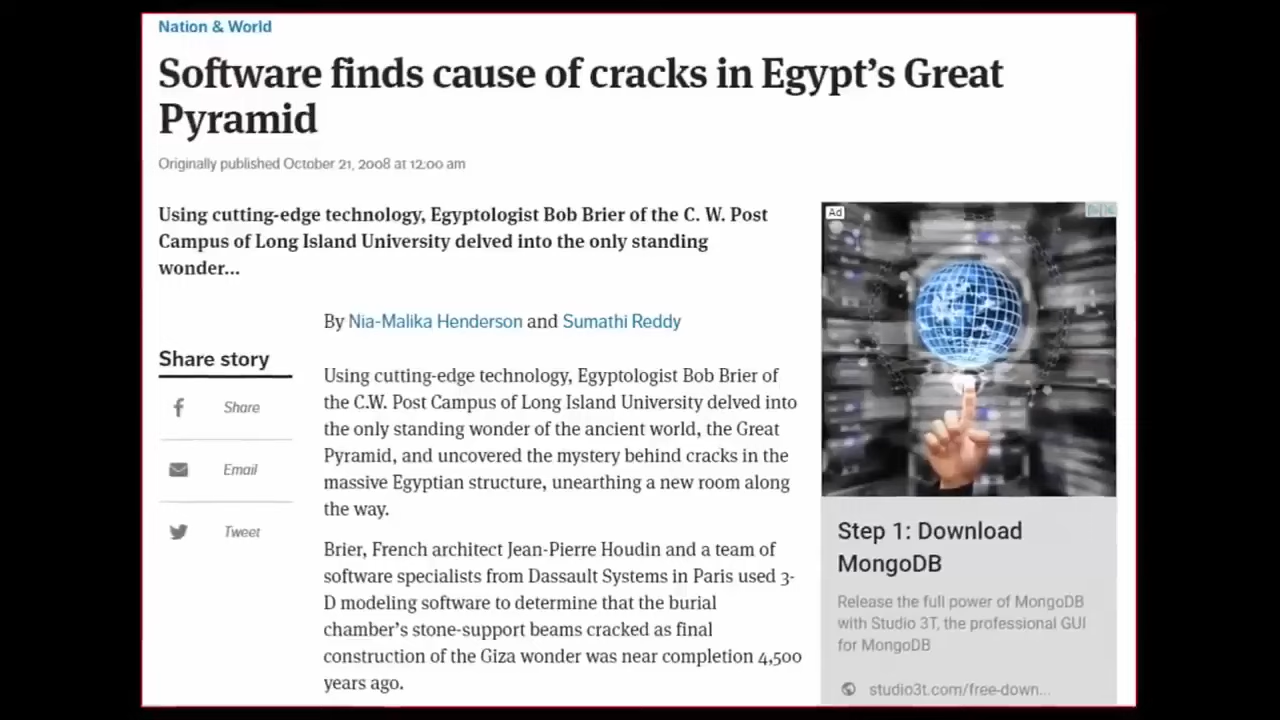 Nation & World
Software finds cause of cracks in Egypt's Great
Pyramid
Originally published October 21, 2008 at 12:00 am
Using cutting-edge technology, Egyptologist Bob Brier of the C. W. Post
Campus of Long Island University delved into the only standing
wonder...
By Nia-Malika Henderson and Sumathi Reddy
Share story
Share
Email
Tweet
Using cutting-edge technology, Egyptologist Bob Brier of
the C.W. Post Campus of Long Island University delved into
the only standing wonder of the ancient world, the Great
Pyramid, and uncovered the mystery behind cracks in the
massive Egyptian structure, unearthing a new room along
the way.
Brier, French architect Jean-Pierre Houdin and a team of
software specialists from Dassault Systems in Paris used 3-
D modeling software to determine that the burial
chamber's stone-support beams cracked as final
construction of the Giza wonder was near completion 4,500
years ago.
Ad
Step 1: Download
MongoDB
Release the full power of MongoDB
with Studio 3T, the professional GUI
for MongoDB
studio3t.com/free-down...